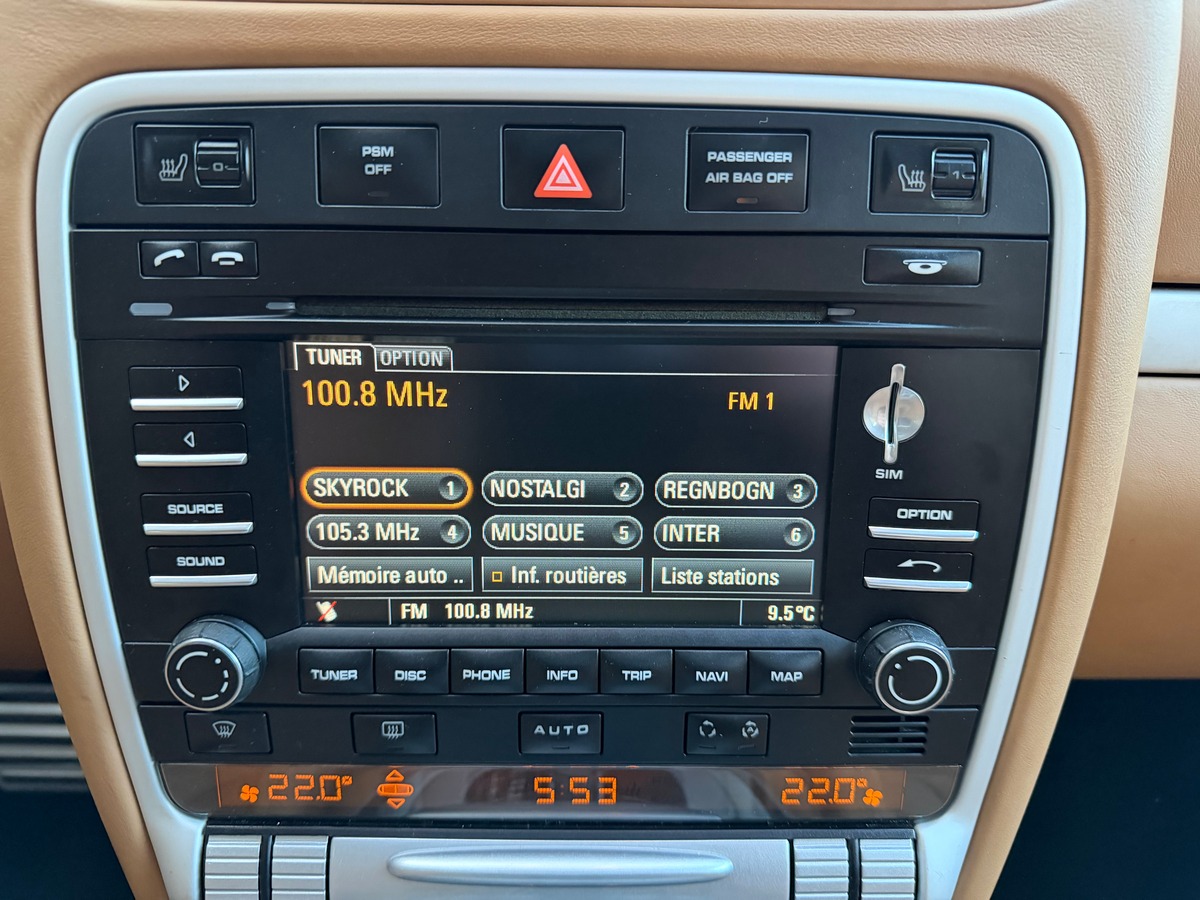 0
PSM
OFF
PASSENGER
AIR BAG OFF
1
TUNER OPTION
100.8 MHz FM 1
SIM
SKYROCK 1 NOSTALGI 2 REGNBOGN 3
SOURCE
OPTION
105.3 MHz 4 MUSIQUE 5 INTER 6
SOUND
Mémoire auto .. Inf. routières Liste stations
FM 100.8 MHz 9.5°C
TUNER DISC PHONE INFO TRIP NAVI MAP
AUTO
A
22.0° 5:53 22.0°